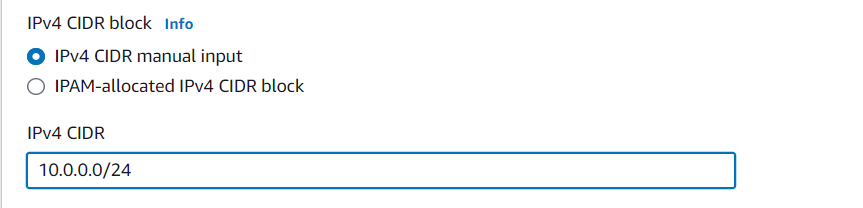 IPv4 CIDR block Info
IPv4 CIDR manual input
IPAM-allocated IPv4 CIDR block
IPv4 CIDR
10.0.0.0/24